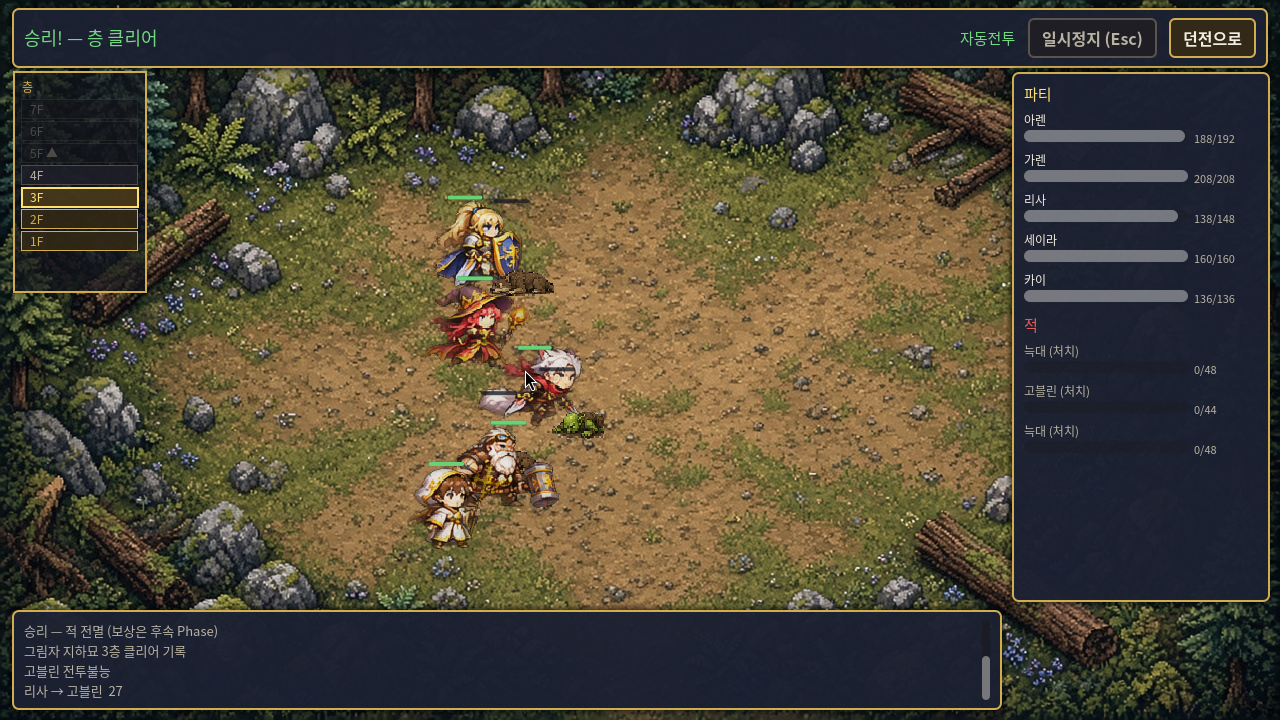 승리! — 층 클리어
자동전투
일시정지 (Esc)
던전으로
층
7F
6F
5F ▲
4F
3F
2F
1F
파티
아렌
188/192
가렌
208/208
리사
138/148
세이라
160/160
카이
136/136
적
늑대 (처치)
0/48
고블린 (처치)
0/44
늑대 (처치)
0/48
승리 — 적 전멸 (보상은 후속 Phase)
그림자 지하묘 3층 클리어 기록
고블린 전투불능
리사 → 고블린 27